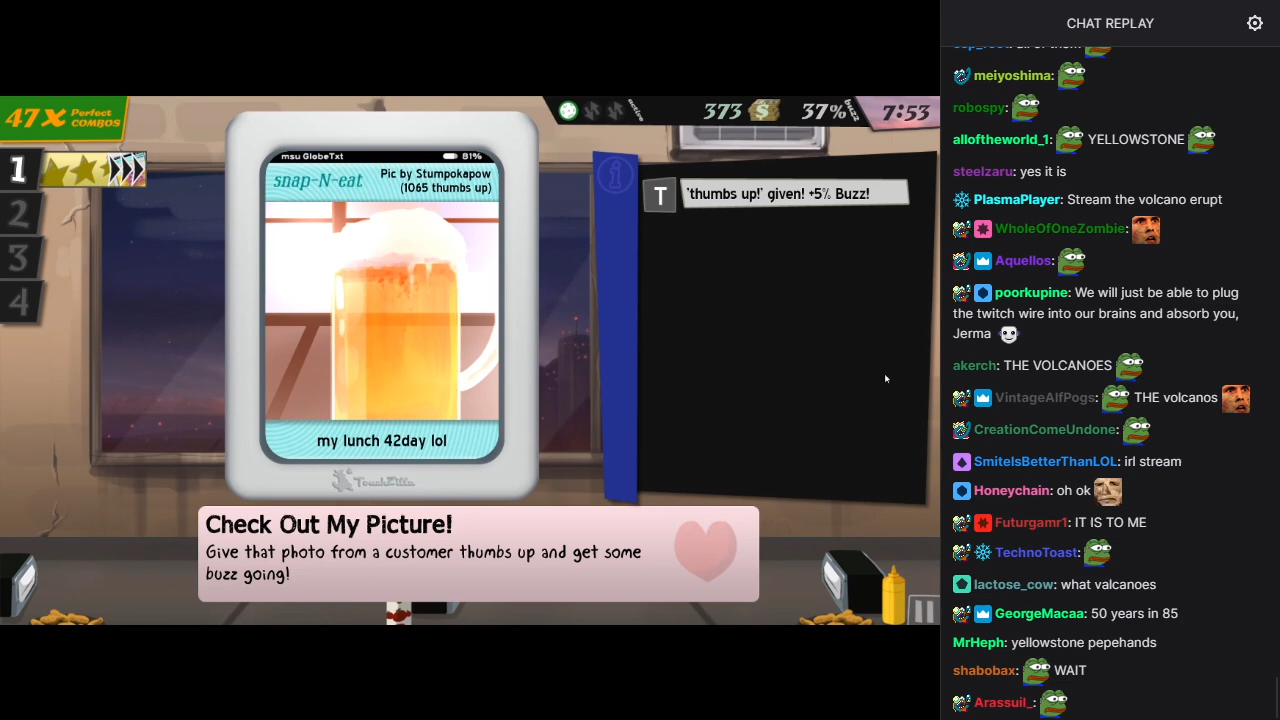 CHAT REPLAY
47x Perfect COMBOS
active
373
37% buzz
7:53
1
2
3
4
msu GlobeTxt
81%
snap-N-eat
Pic by Stumpokapow
(1065 thumbs up)
my lunch 42day lol
TouchZilla
T
'thumbs up!' given! +5% Buzz!
Check Out My Picture!
Give that photo from a customer thumbs up and get some
buzz going!
meiyoshima:
robospy:
alloftheworld_1: YELLOWSTONE
steelzaru: yes it is
PlasmaPlayer: Stream the volcano erupt
WholeOfOneZombie:
Aquellos:
poorkupine: We will just be able to plug
the twitch wire into our brains and absorb you,
Jerma
akerch: THE VOLCANOES
VintageAlfPogs: THE volcanos
CreationComeUndone:
SmiteIsBetterThanLOL: irl stream
Honeychain: oh ok
Futurgamr1: IT IS TO ME
TechnoToast:
lactose_cow: what valcanoes
GeorgeMacaa: 50 years in 85
MrHeph: yellowstone pepehands
shabobax: WAIT
Arassuil_: